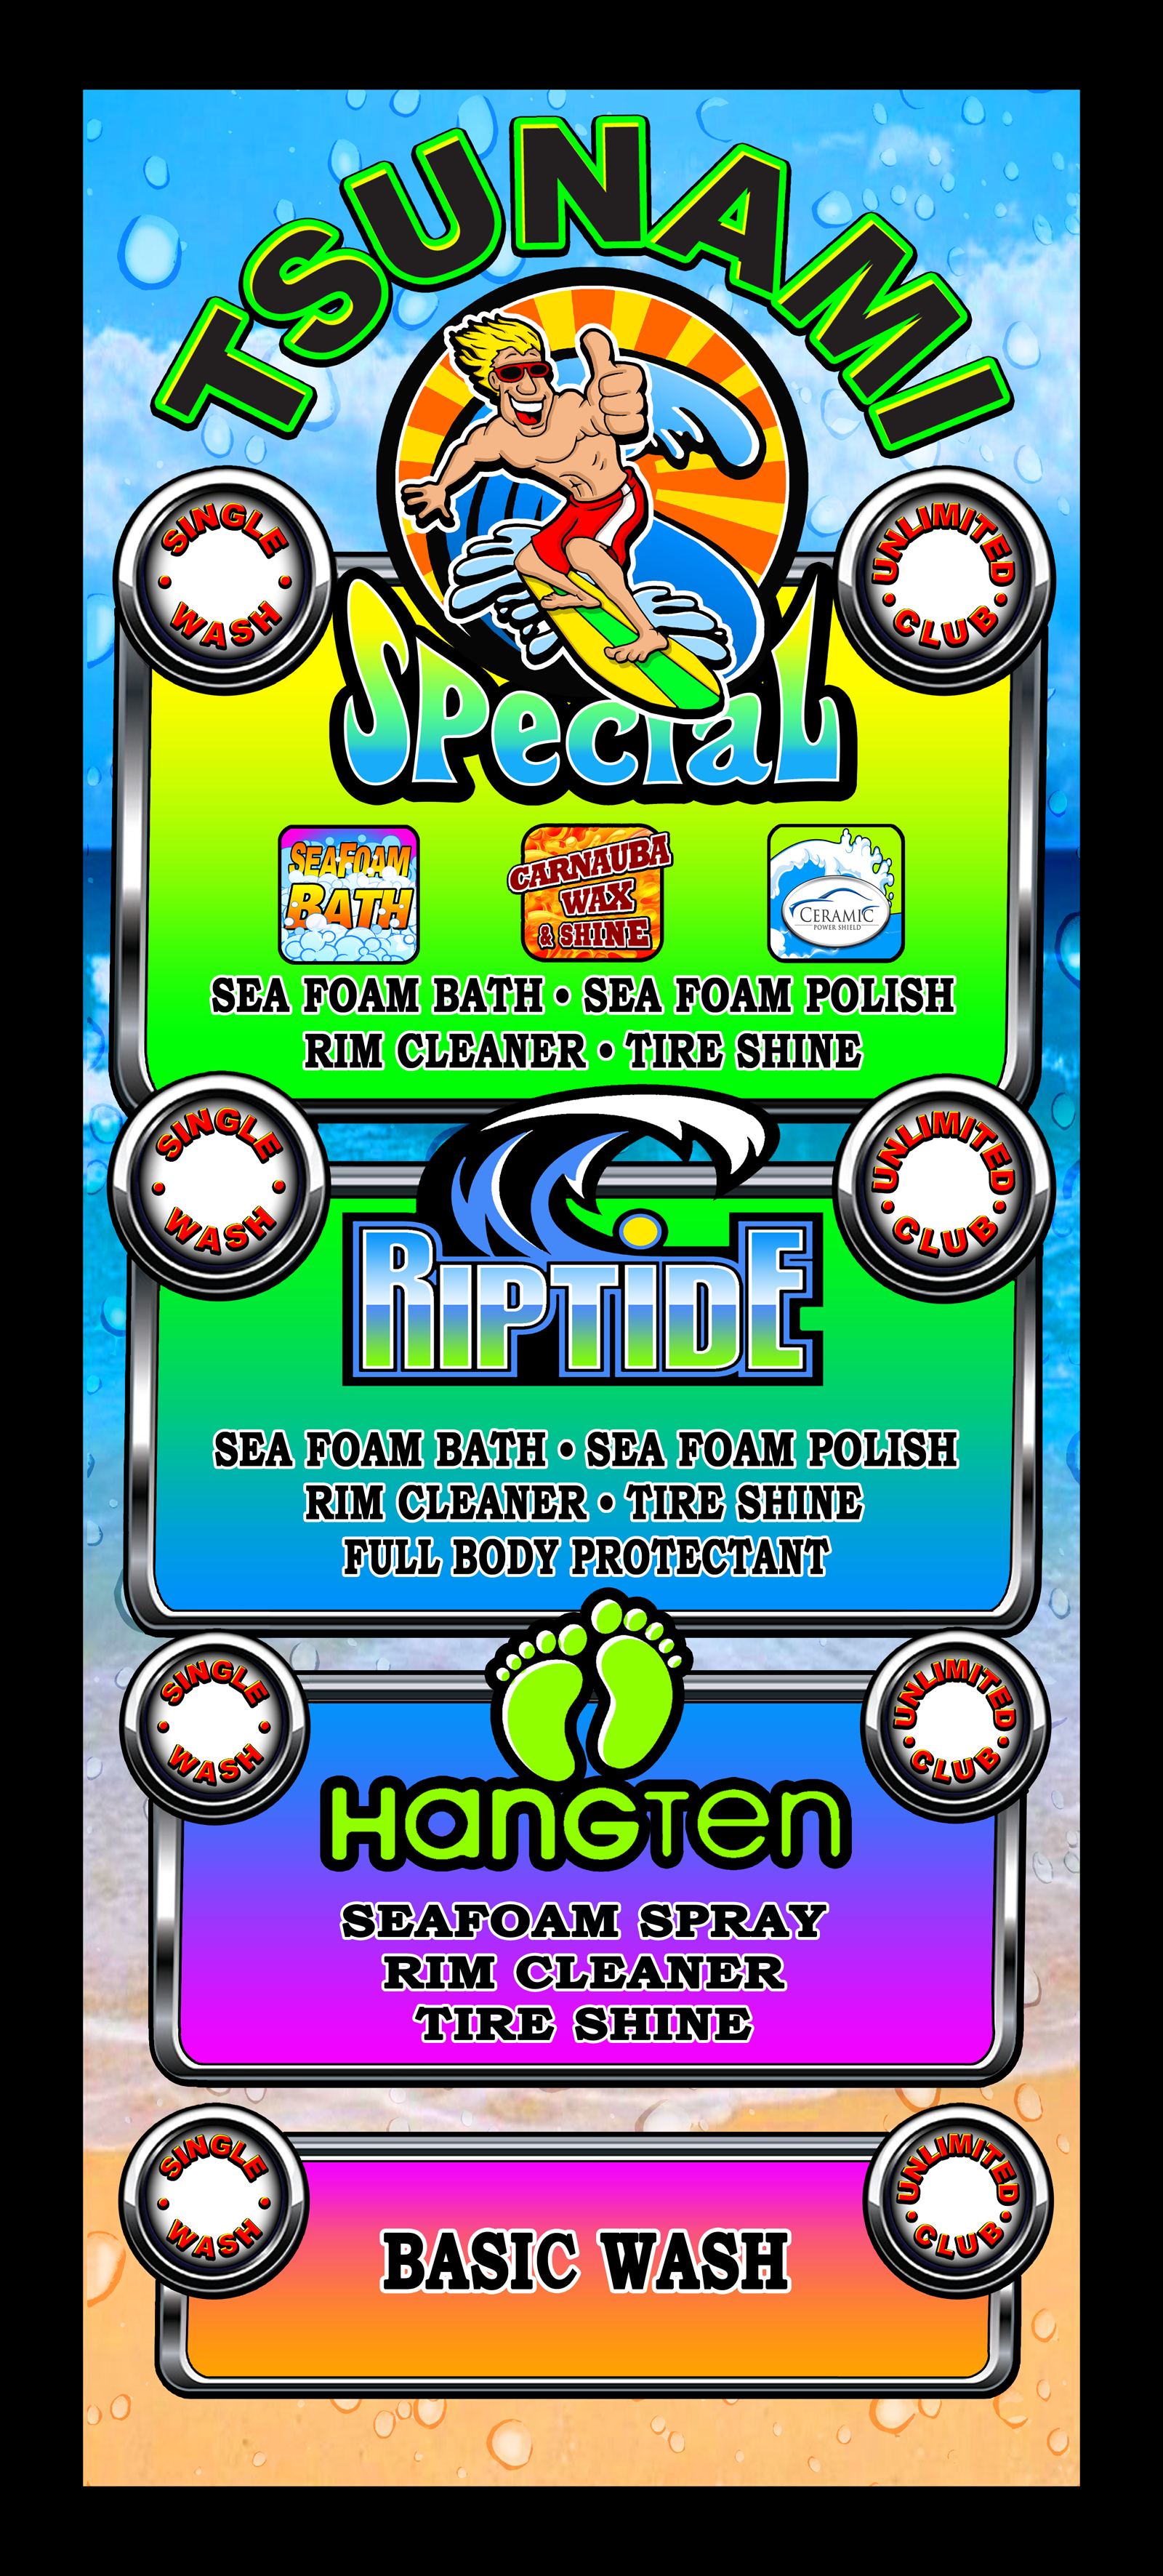 TSUNAMI
SINGLE WASH
UNLIMITED CLUB
SPeciaL
SEAFOAM
BATH
CARNAUBA
WAX
& SHINE
CERAMIC
POWER SHIELD
SEA FOAM BATH • SEA FOAM POLISH
RIM CLEANER • TIRE SHINE
SINGLE WASH
UNLIMITED CLUB
RIPTIDE
SEA FOAM BATH • SEA FOAM POLISH
RIM CLEANER • TIRE SHINE
FULL BODY PROTECTANT
SINGLE WASH
UNLIMITED CLUB
HangTen
SEAFOAM SPRAY
RIM CLEANER
TIRE SHINE
SINGLE WASH
UNLIMITED CLUB
BASIC WASH